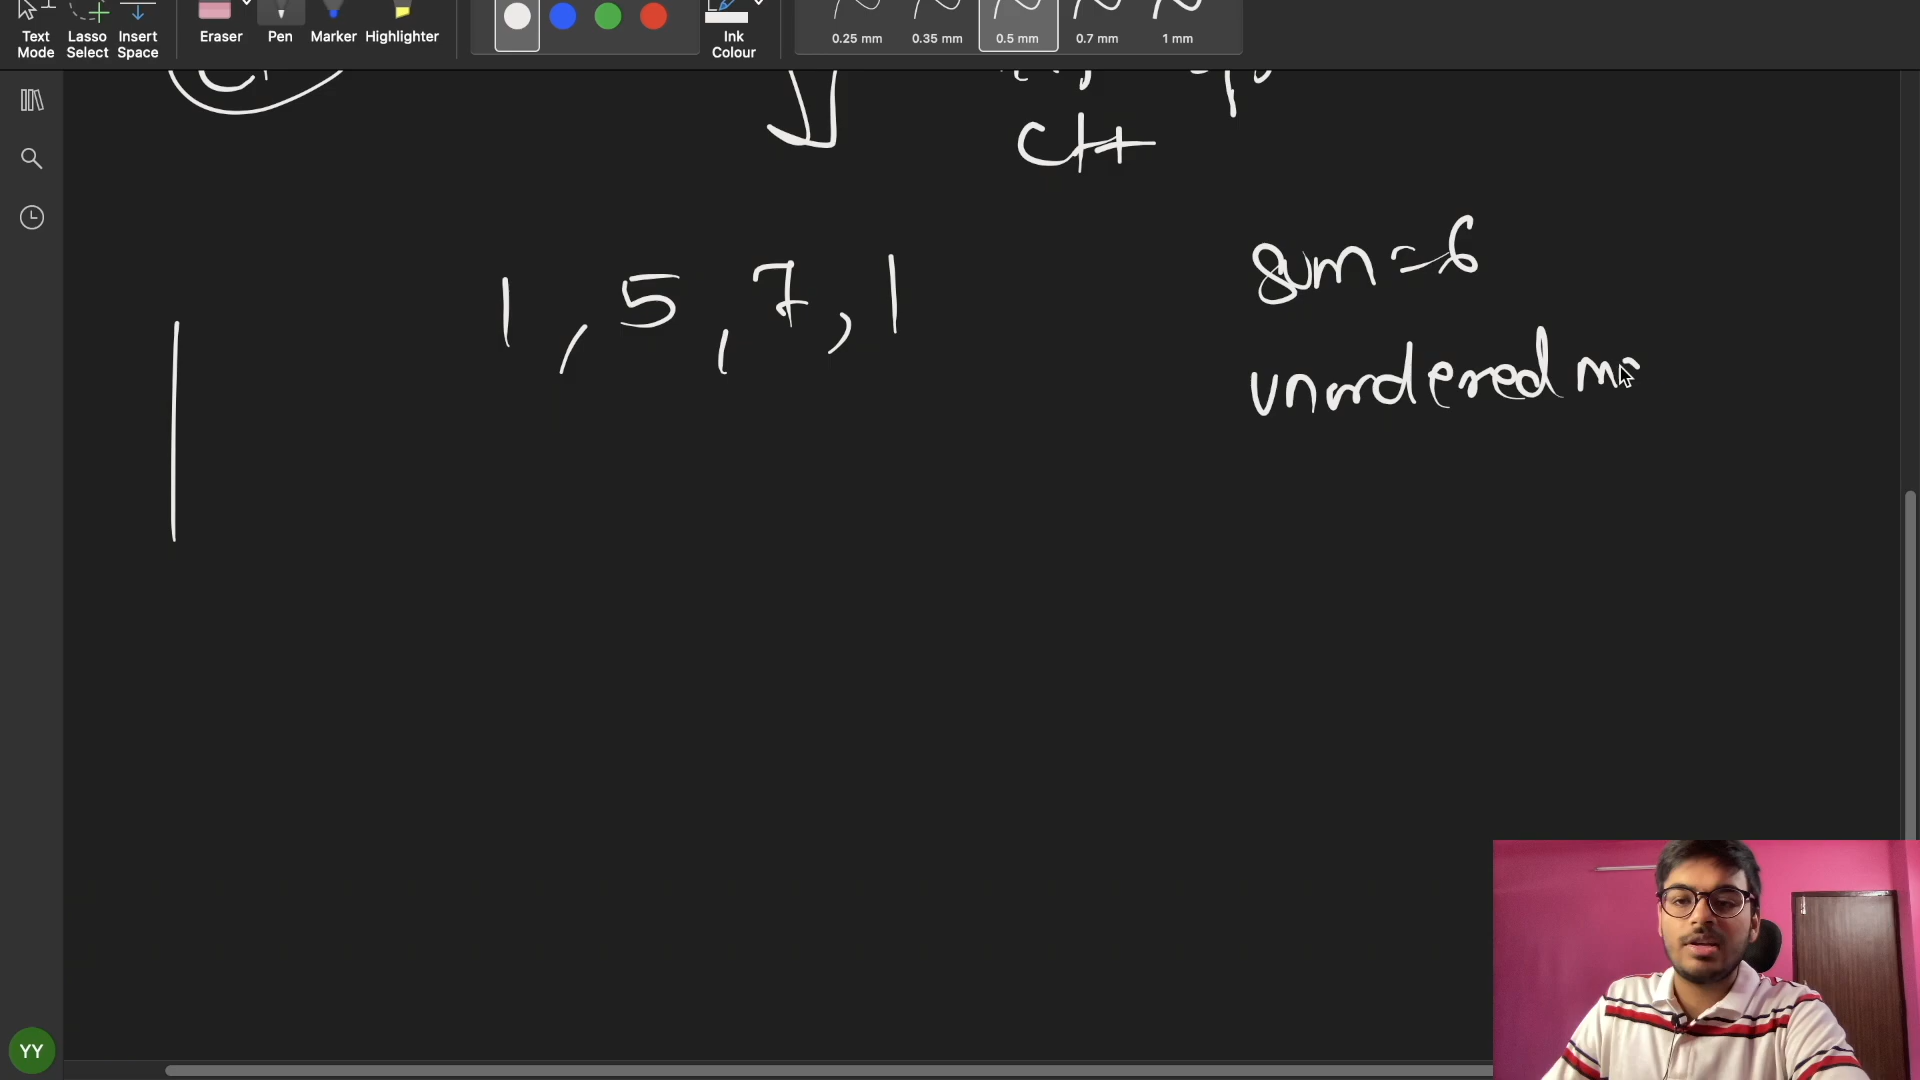 Text Mode
Lasso Select
Insert Space
Eraser
Pen
Marker
Highlighter
Ink Colour
0.25 mm
0.35 mm
0.5 mm
0.7 mm
1 mm
C++
1, 5, 7, 1
sum = 6
unordered ma
YY